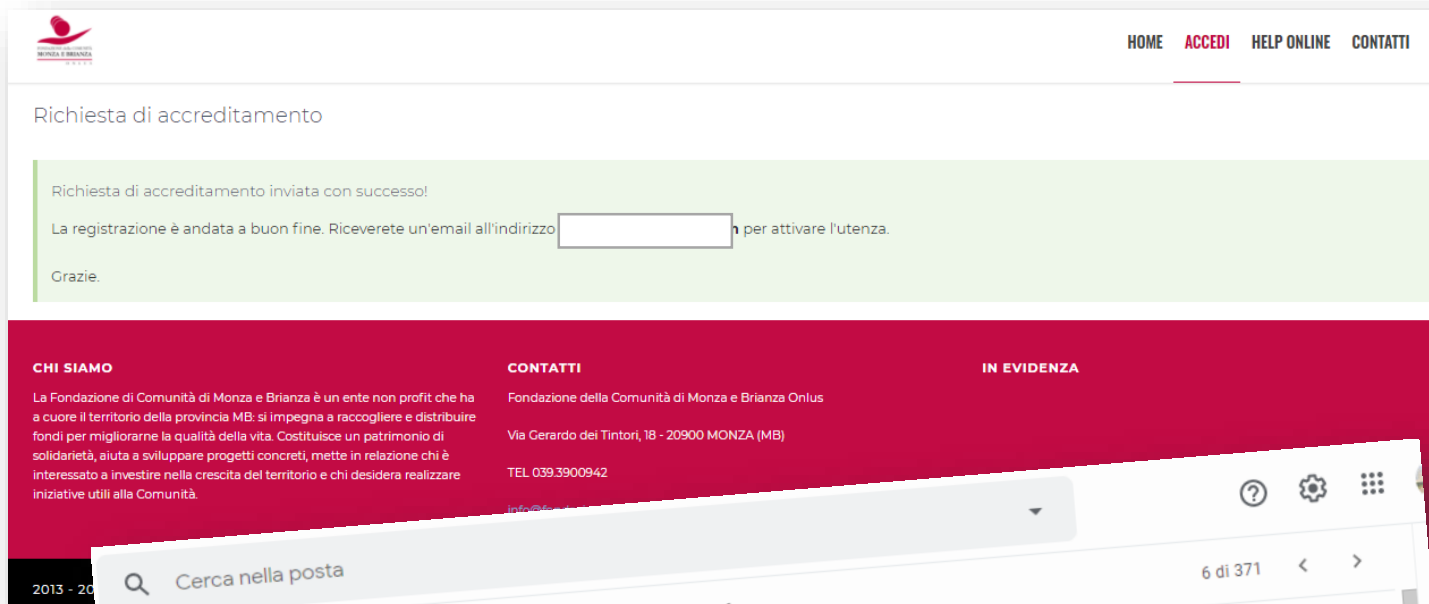 MONZA E BRIANZA
ONLUS
HOME ACCEDI HELP ONLINE CONTATTI
Richiesta di accreditamento
Richiesta di accreditamento inviata con successo!
La registrazione è andata a buon fine. Riceverete un'email all'indirizzo per attivare l'utenza.
Grazie.
CHI SIAMO
La Fondazione di Comunità di Monza e Brianza è un ente non profit che ha
a cuore il territorio della provincia MB: si impegna a raccogliere e distribuire
fondi per migliorarne la qualità della vita. Costituisce un patrimonio di
solidarietà, aiuta a sviluppare progetti concreti, mette in relazione chi è
interessato a investire nella crescita del territorio e chi desidera realizzare
iniziative utili alla Comunità.
CONTATTI
Fondazione della Comunità di Monza e Brianza Onlus
Via Gerardo dei Tintori, 18 - 20900 MONZA (MB)
TEL 039.3900942
IN EVIDENZA
2013 - 20
Cerca nella posta
6 di 371